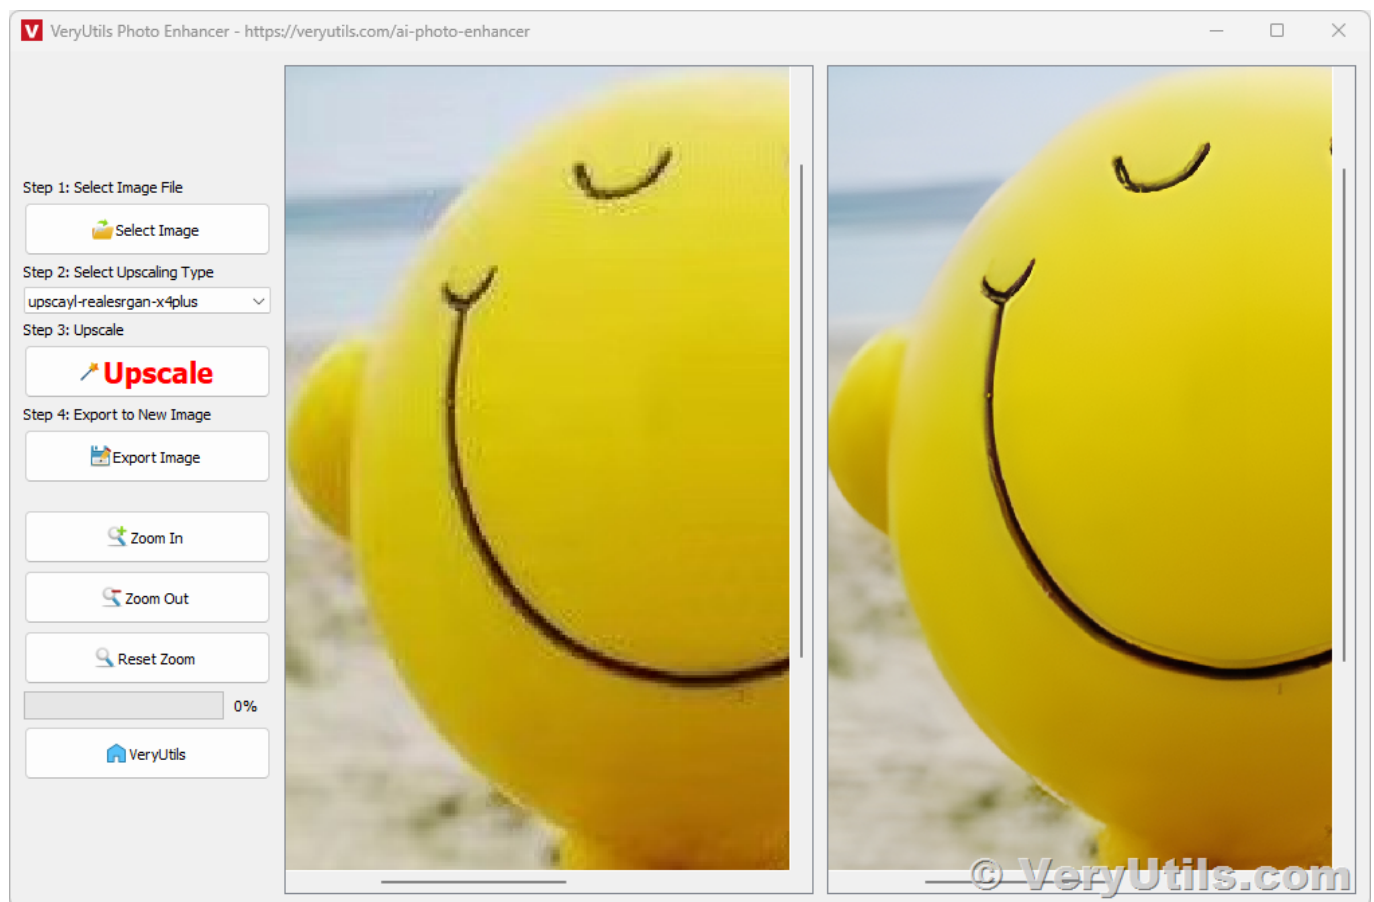 VeryUtils Photo Enhancer - https://veryutils.com/ai-photo-enhancer
Step 1: Select Image File
Select Image
Step 2: Select Upscaling Type
upscayl-realesrgan-x4plus
Step 3: Upscale
Upscale
Step 4: Export to New Image
Export Image
Zoom In
Zoom Out
Reset Zoom
0%
VeryUtils
© VeryUtils.com